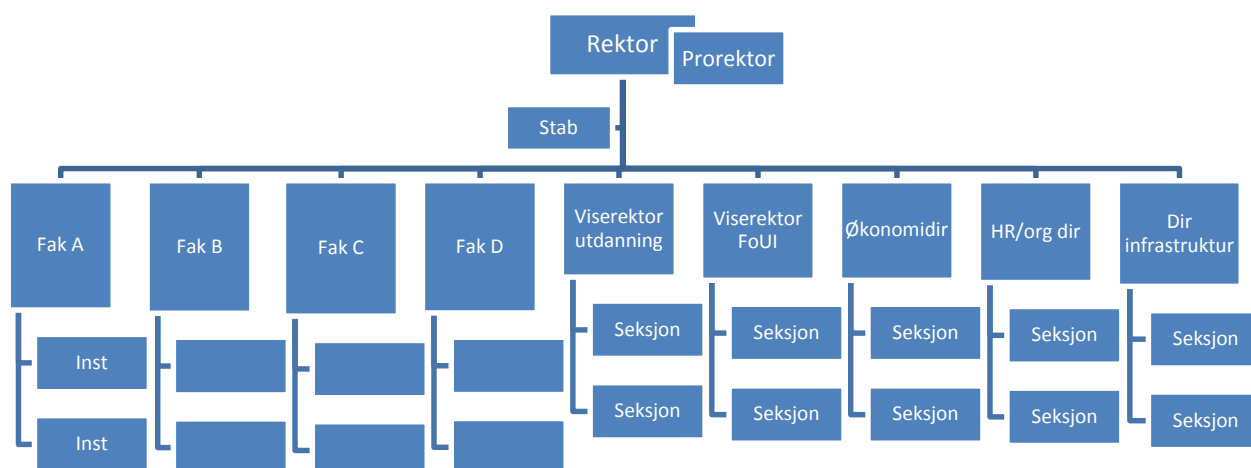 Rektor
Prorektor
Stab
Fak A
Fak B
Fak C
Fak D
Viserektor
utdanning
Viserektor
FoUI
Økonomidir
HR/org dir
Dir
infrastruktur
Inst
Seksjon
Seksjon
Seksjon
Seksjon
Seksjon
Inst
Seksjon
Seksjon
Seksjon
Seksjon
Seksjon